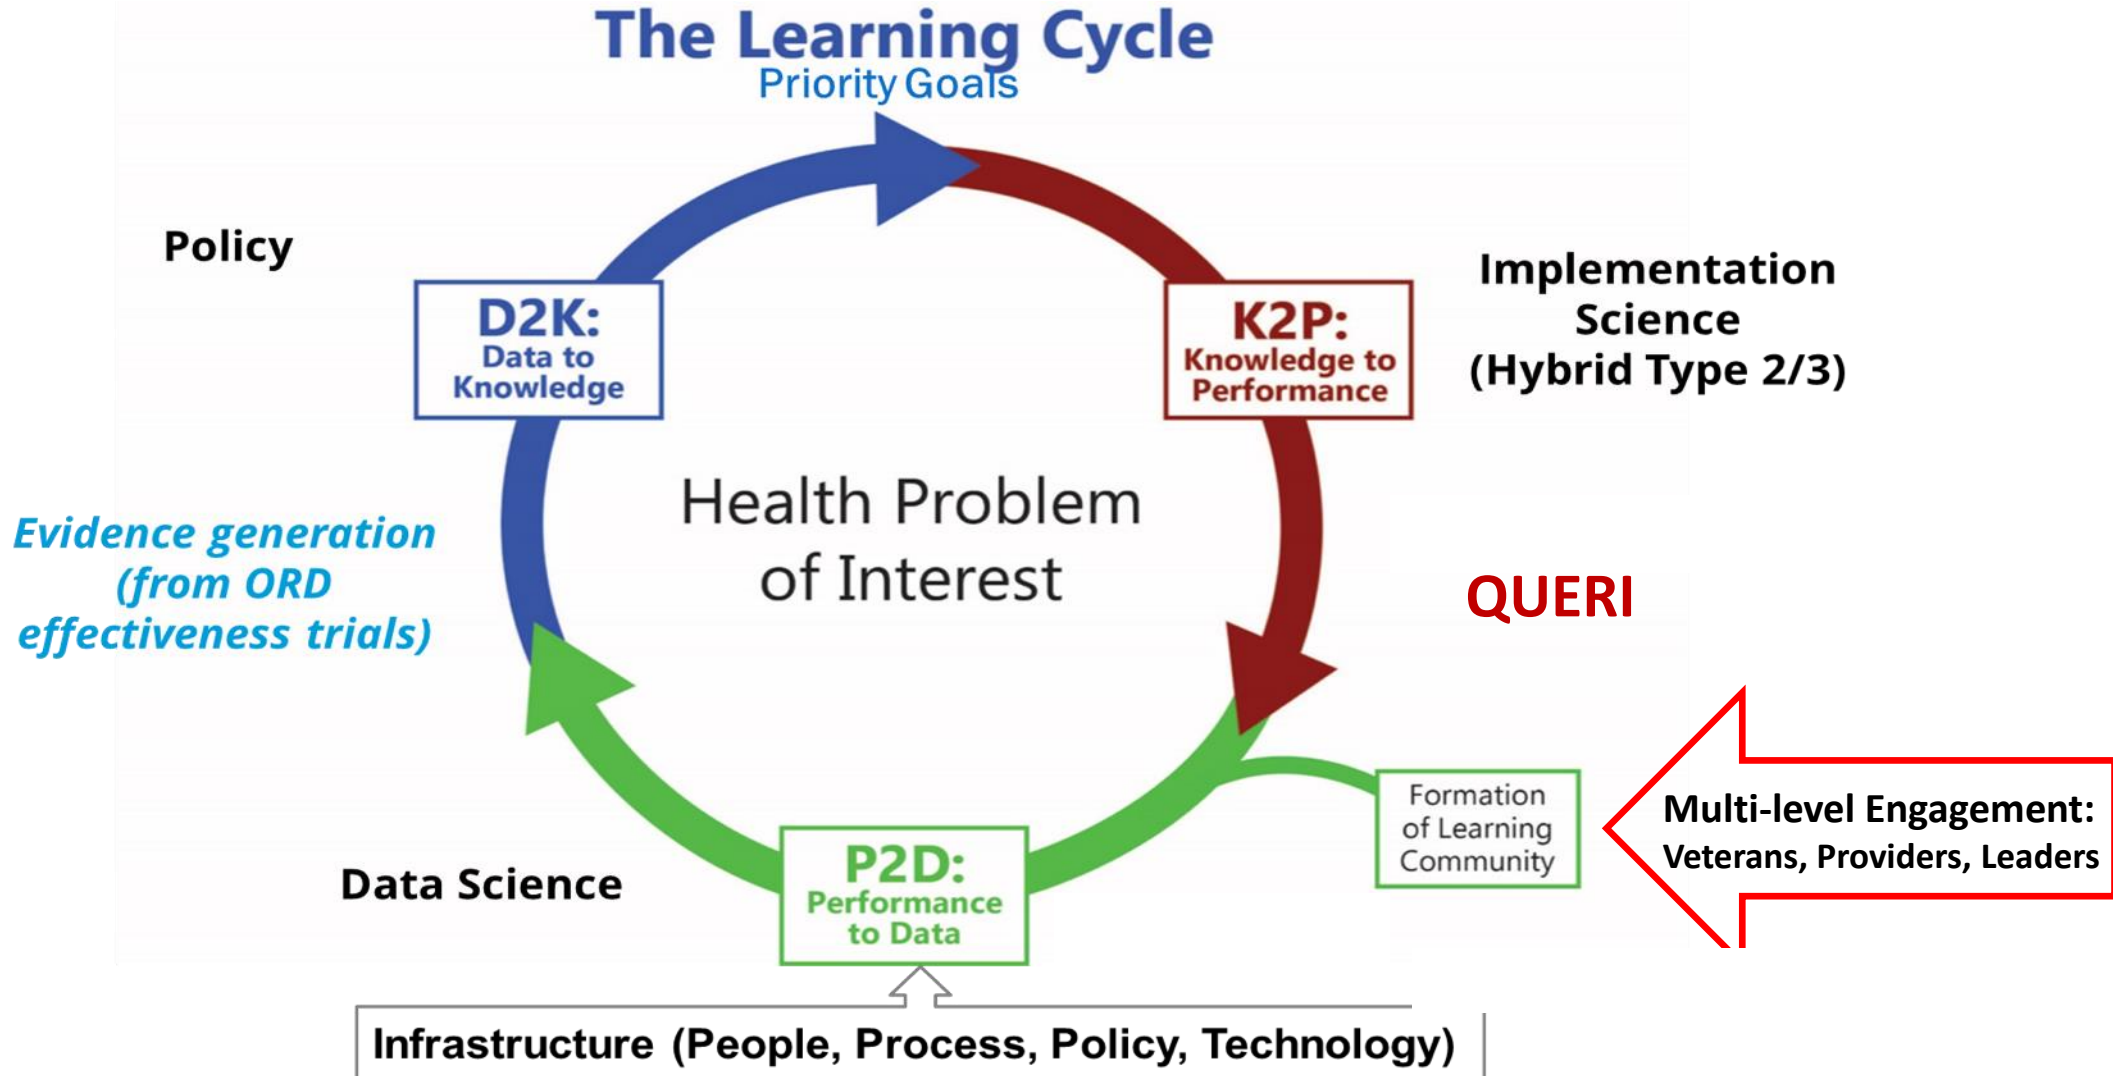 The Learning Cycle
Priority Goals
Policy
D2K:
Data to
Knowledge
K2P:
Knowledge to
Performance
Implementation
Science
(Hybrid Type 2/3)
Health Problem
of Interest
Evidence generation
(from ORD
effectiveness trials)
QUERI
Formation
of Learning
Community
Multi-level Engagement:
Veterans, Providers, Leaders
Data Science
P2D:
Performance
to Data
Infrastructure (People, Process, Policy, Technology)